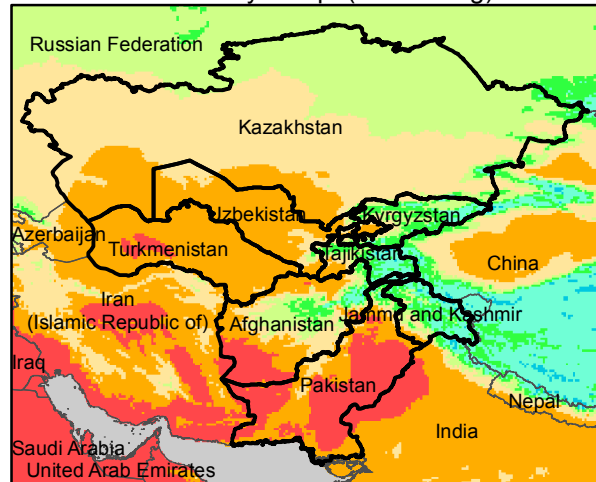 Russian Federation
Kazakhstan
Uzbekistan
Kyrgyzstan
Azerbaijan
Turkmenistan
Tajikistan
China
Iran
(Islamic Republic of)
Afghanistan
Jammu and Kashmir
Iraq
Pakistan
Nepal
India
Saudi Arabia
United Arab Emirates